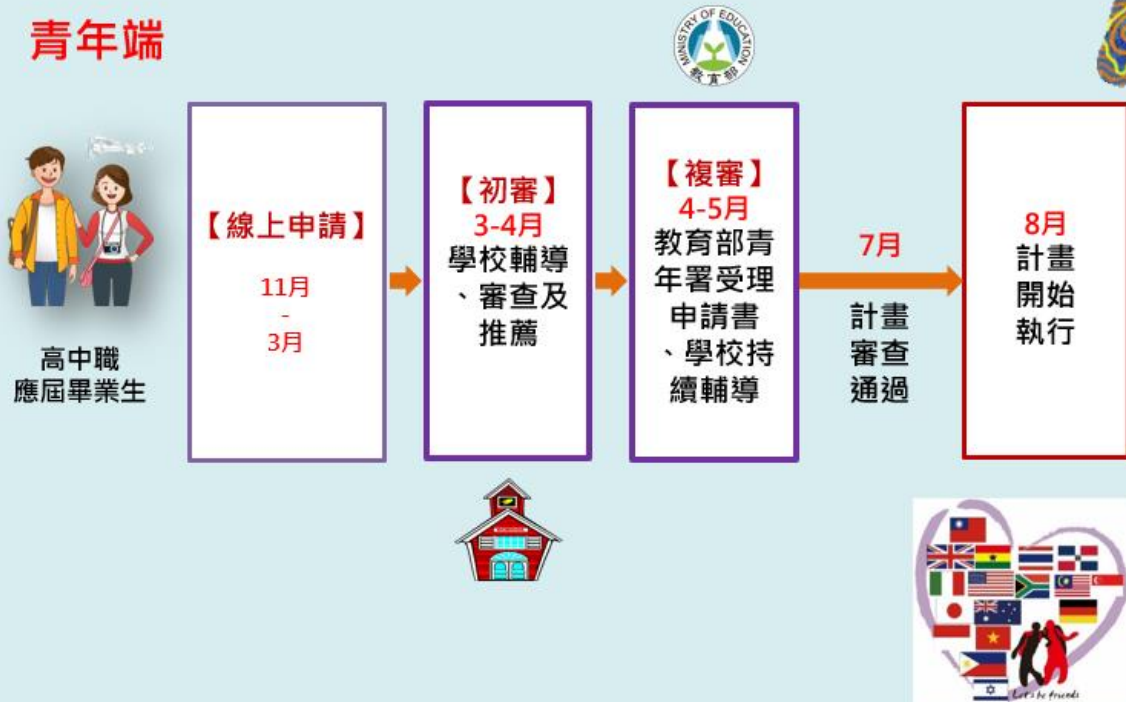 青年端
MINISTRY OF EDUCATION
教育部
高中職
應屆畢業生
【線上申請】
11月
-
3月
【初審】
3-4月
學校輔導
、審查及
推薦
【複審】
4-5月
教育部青
年署受理
申請書
、學校持
續輔導
7月
計畫
審查
通過
8月
計畫
開始
執行
Let's be friends